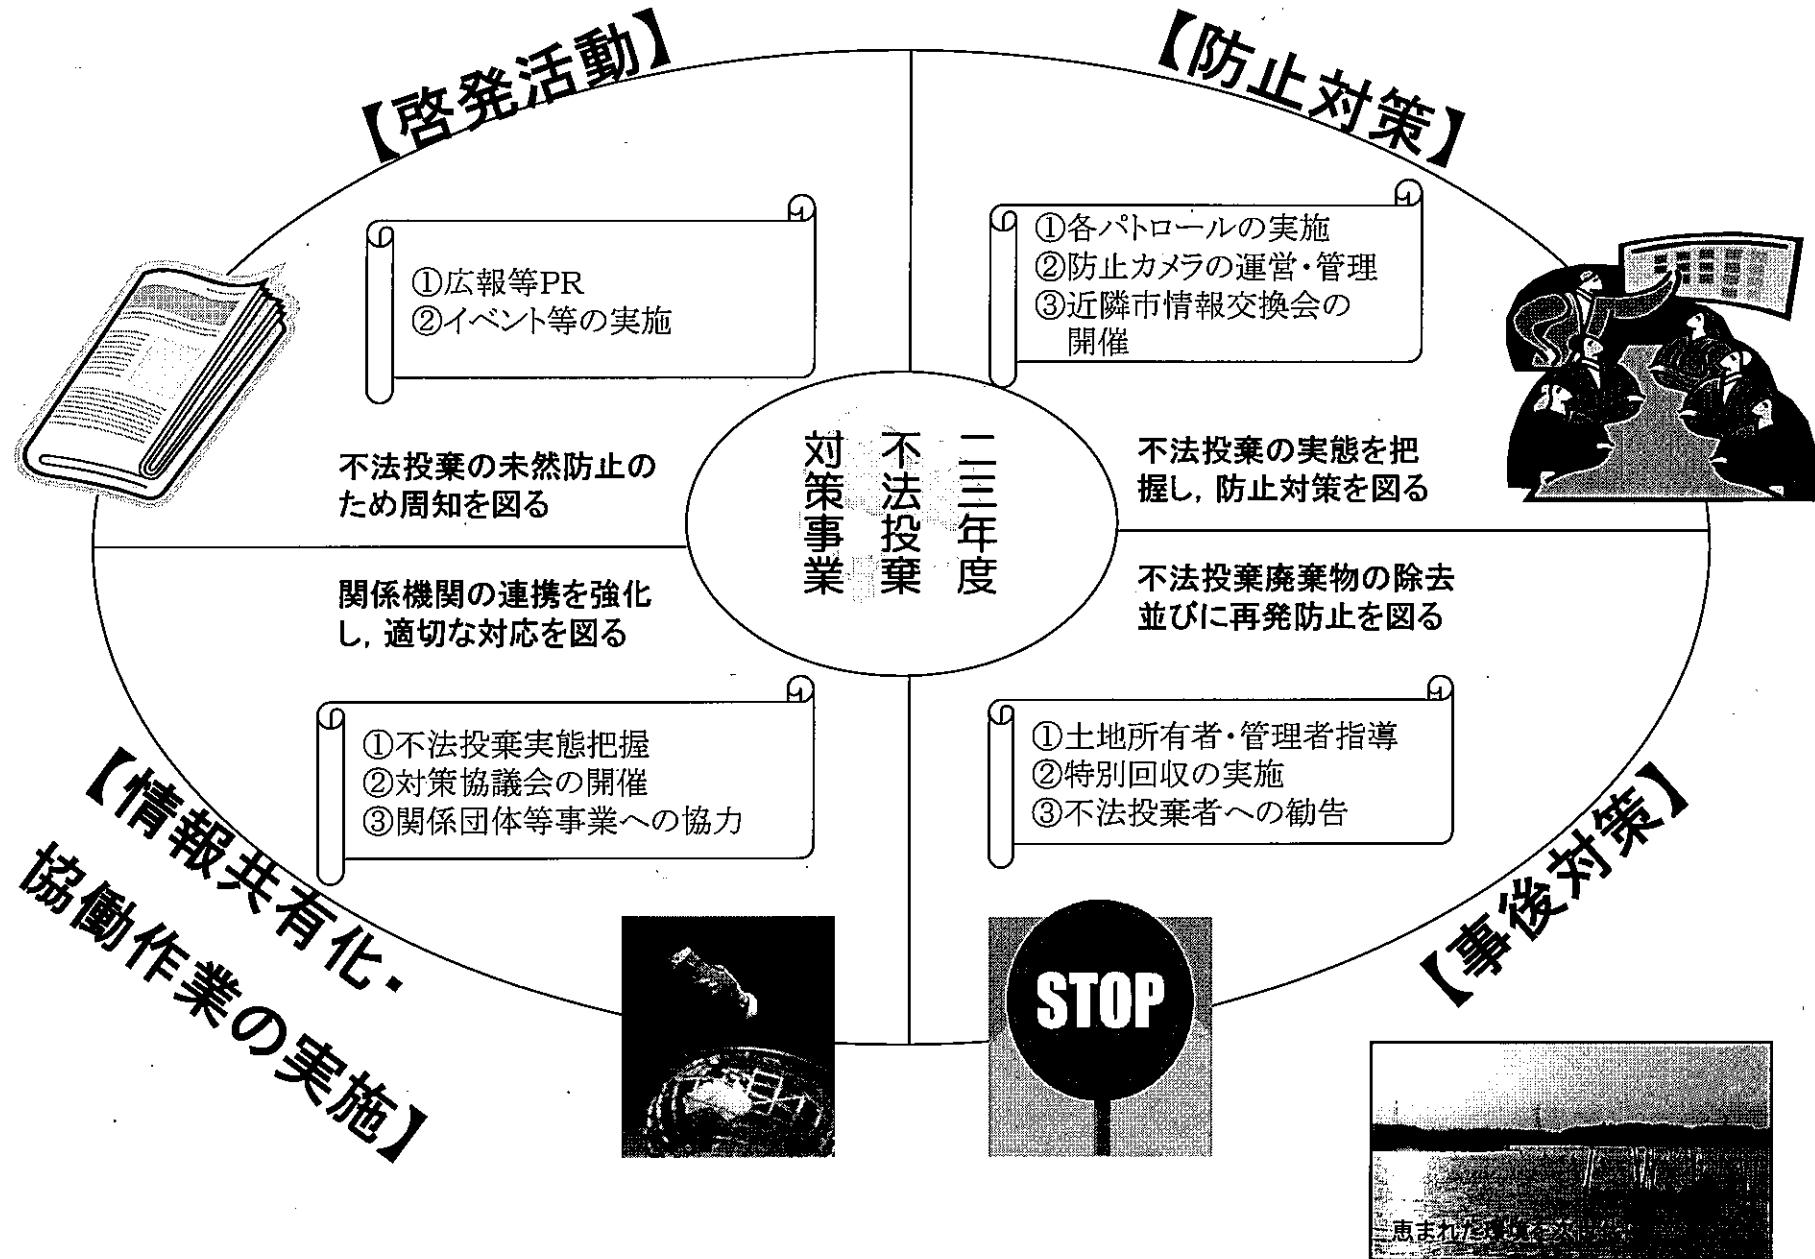 【啓発活動】
①広報等PR
②イベント等の実施
不法投棄の未然防止の
ため周知を図る
【防止対策】
①各パトロールの実施
②防止カメラの運営・管理
③近隣市情報交換会の
開催
不法投棄の実態を把
握し,防止対策を図る
二三年度
不法投棄
対策事業
関係機関の連携を強化
し,適切な対応を図る
①不法投棄実態把握
②対策協議会の開催
③関係団体等事業への協力
【情報共有化・
協働作業の実施】
不法投棄廃棄物の除去
並びに再発防止を図る
①土地所有者・管理者指導
②特別回収の実施
③不法投棄者への勧告
【事後対策】
STOP
恵まれた環境を次